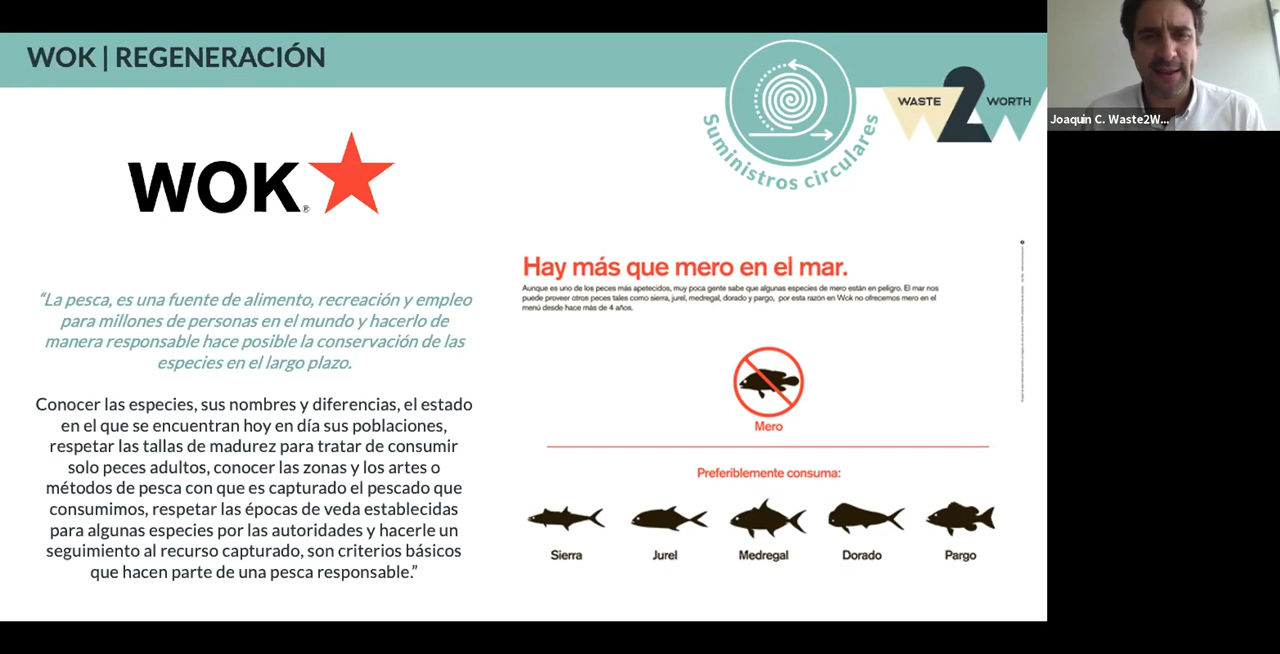 WOK | REGENERACIÓN
Suministros circulares
WASTE 2 WORTH
Joaquin C. Waste2W...
WOK®
“La pesca, es una fuente de alimento, recreación y empleo
para millones de personas en el mundo y hacerlo de
manera responsable hace posible la conservación de las
especies en el largo plazo.
Conocer las especies, sus nombres y diferencias, el estado
en el que se encuentran hoy en día sus poblaciones,
respetar las tallas de madurez para tratar de consumir
solo peces adultos, conocer las zonas y los artes o
métodos de pesca con que es capturado el pescado que
consumimos, respetar las épocas de veda establecidas
para algunas especies por las autoridades y hacerle un
seguimiento al recurso capturado, son criterios básicos
que hacen parte de una pesca responsable.”
Hay más que mero en el mar.
Aunque es uno de los peces más apetecidos, muy poca gente sabe que algunas especies de mero están en peligro. El mar nos
puede proveer otros peces tales como sierra, jurel, medregal, dorado y pargo, por esta razón en Wok no ofrecemos mero en el
menú desde hace más de 4 años.
Mero
Preferiblemente consuma:
Sierra
Jurel
Medregal
Dorado
Pargo